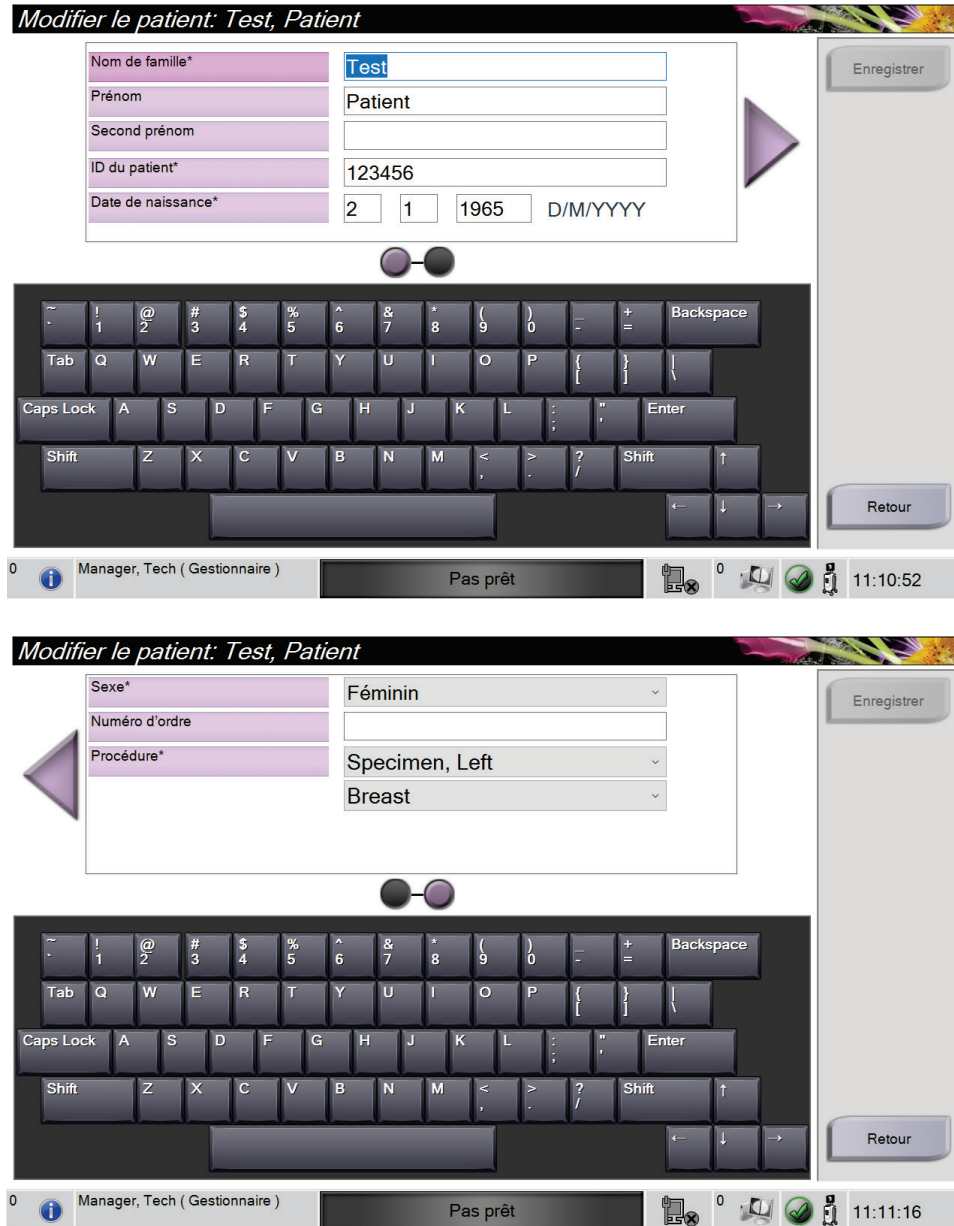 Modifier le patient: Test, Patient
Nom de famille* Test
Enregistrer
Prénom Patient
Second prénom
ID du patient* 123456
Date de naissance* 2 1 1965 D/M/YYYY
~ ! @ # $ % ^ & * ( ) _ + Backspace
` 1 2 3 4 5 6 7 8 9 0 - =
Tab Q W E R T Y U I O P { } |
[ ] \
Caps Lock A S D F G H J K L : " Enter
; '
Shift Z X C V B N M < > ? Shift ↑
, . /
← ↓ →
Retour
0 Manager, Tech ( Gestionnaire ) Pas prêt 0 11:10:52
Modifier le patient: Test, Patient
Sexe* Féminin
Enregistrer
Numéro d'ordre
Procédure* Specimen, Left
Breast
~ ! @ # $ % ^ & * ( ) _ + Backspace
` 1 2 3 4 5 6 7 8 9 0 - =
Tab Q W E R T Y U I O P { } |
[ ] \
Caps Lock A S D F G H J K L : " Enter
; '
Shift Z X C V B N M < > ? Shift ↑
, . /
← ↓ →
Retour
0 Manager, Tech ( Gestionnaire ) Pas prêt 0 11:11:16